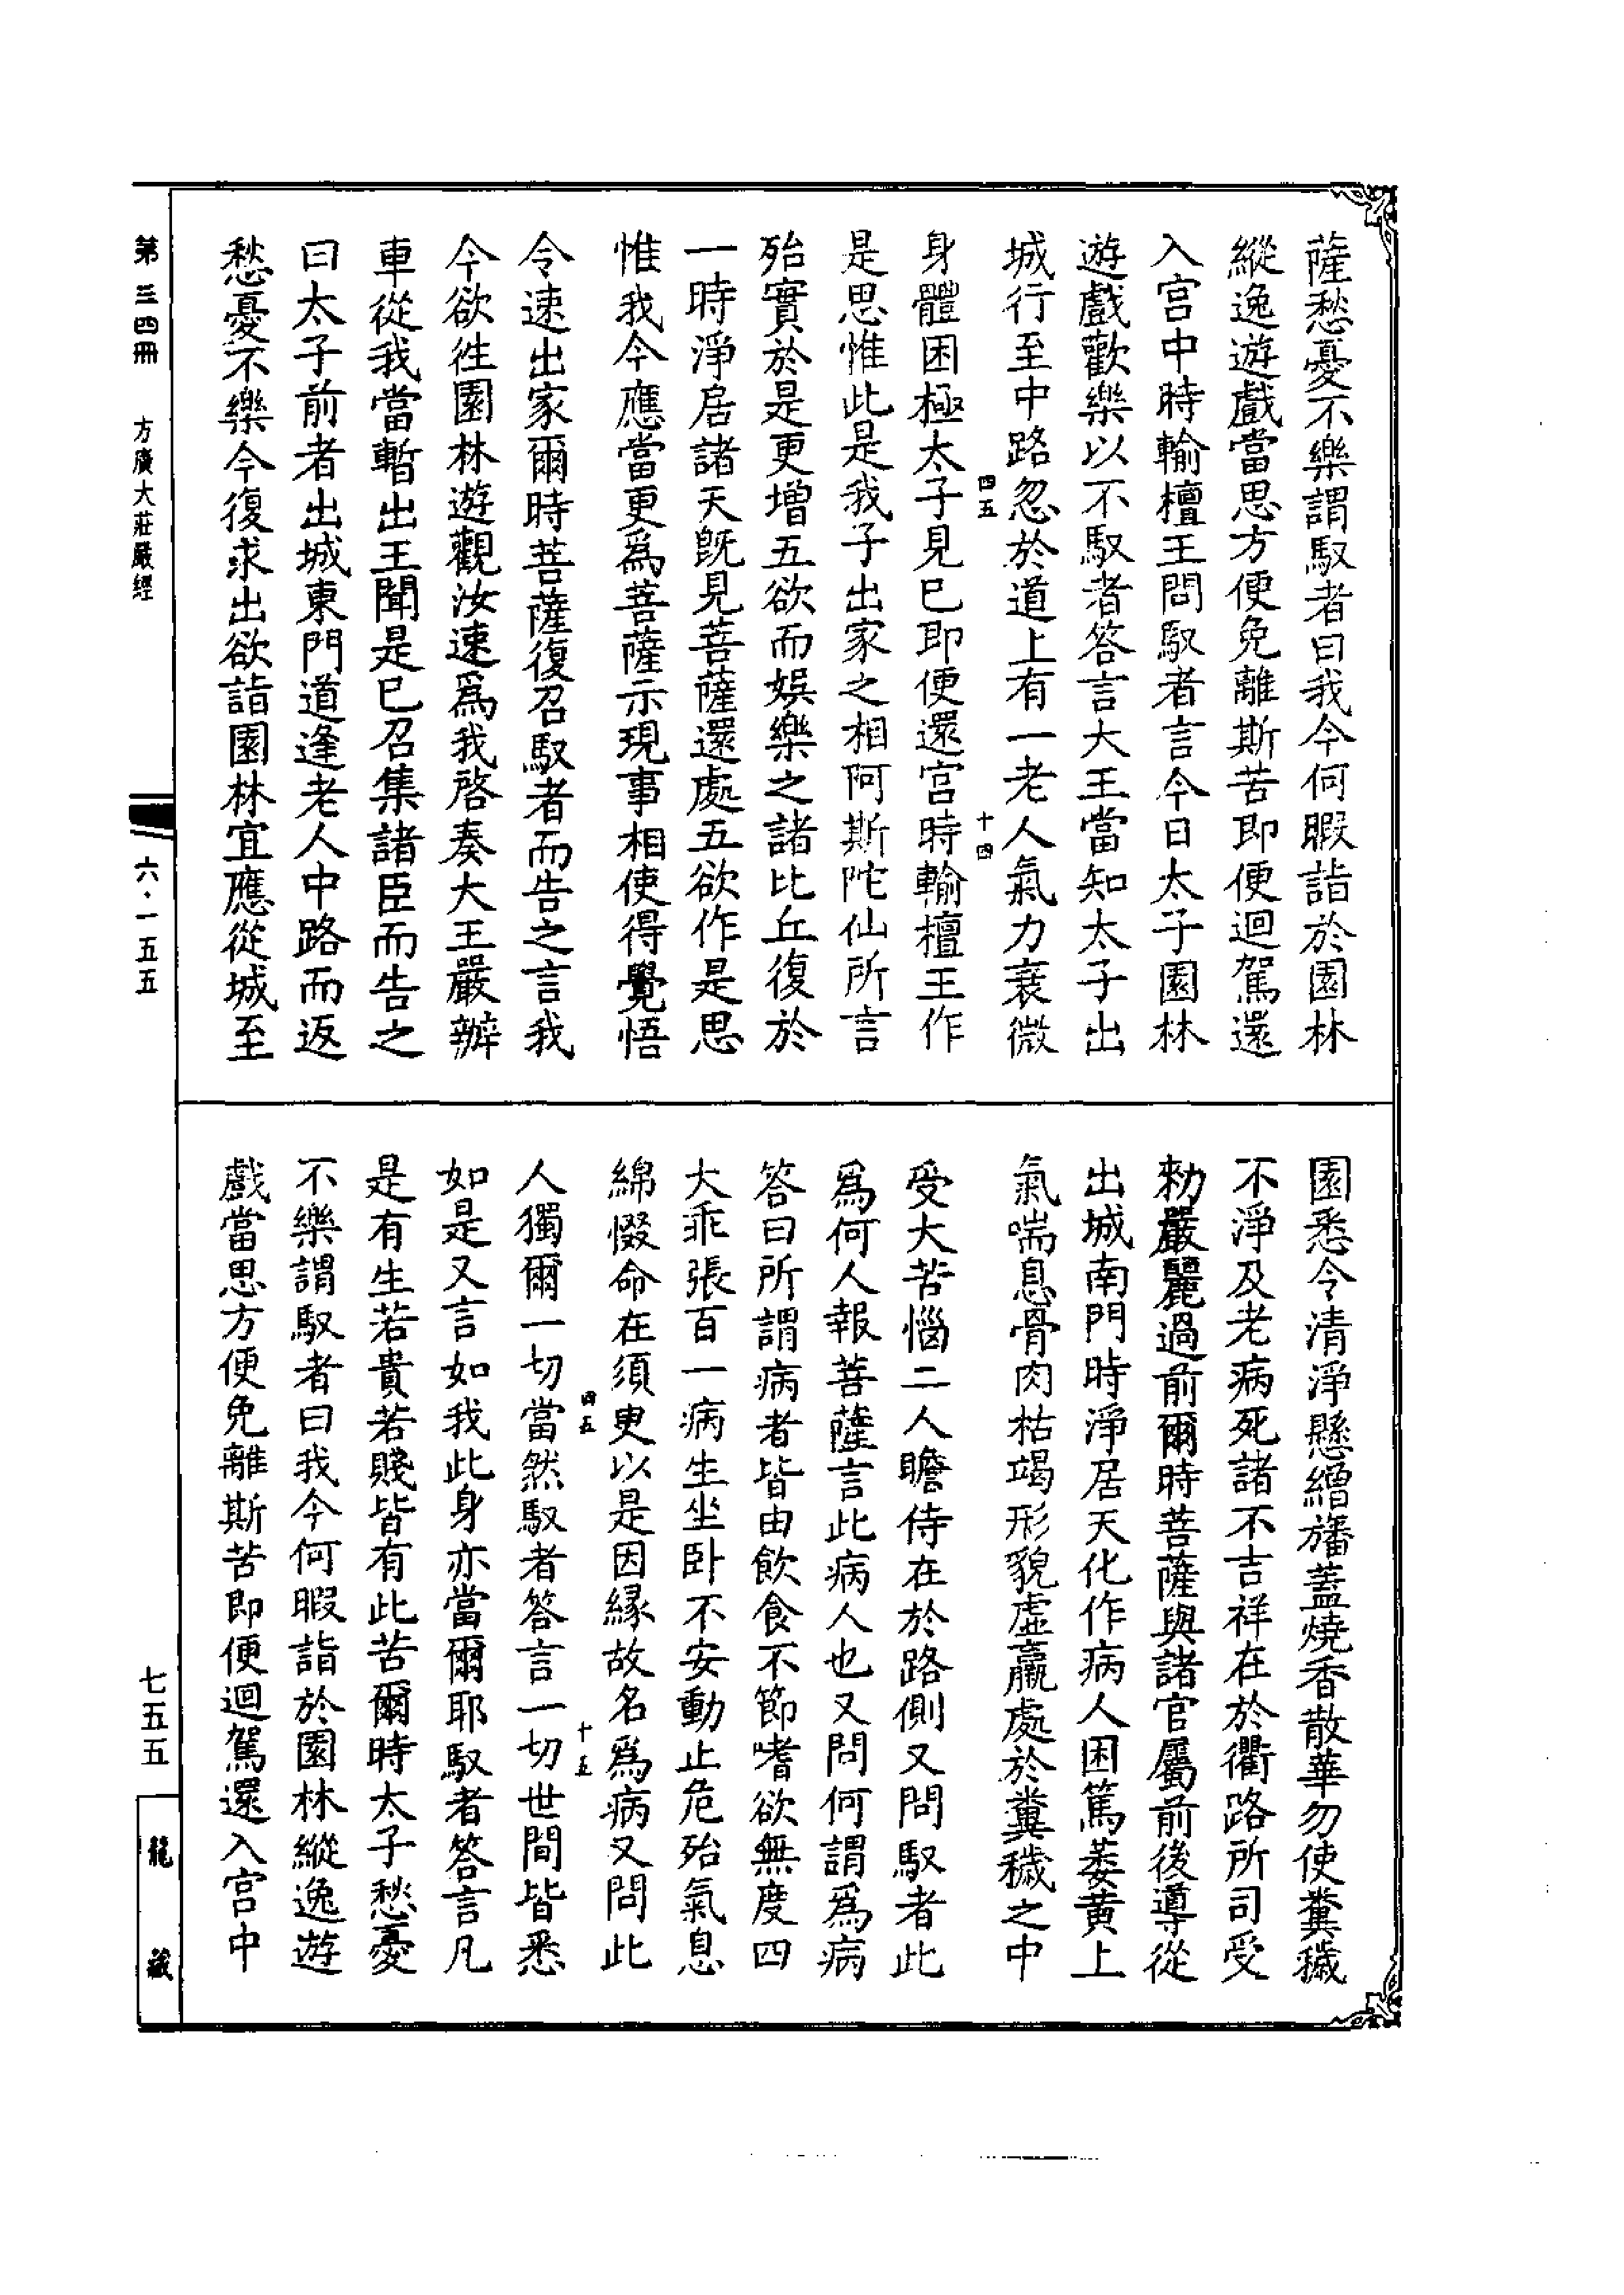 薩愁憂不樂謂馭者曰我今何暇詣於園林
縱逸遊戲當思方便免離斯苦即便迴駕還
入宮中時輸檀王問馭者言今日太子園林
遊戲歡樂以不馭者答言大王當知太子出
城行至中路忽於道上有一老人氣力衰微
四五
十四
身體困極太子見已即便還宮時輸檀王作
是思惟此是我子出家之相阿斯陀仙所言
殆實於是更增五欲而娛樂之諸比丘復於
一時淨居諸天既見菩薩還處五欲作是思
惟我今應當更爲菩薩示現事相使得覺悟
令速出家爾時菩薩復召馭者而告之言我
今欲徃園林遊觀汝速爲我啓奏大王嚴辦
車從我當暫出王聞是已召集諸臣而告之
曰太子前者出城東門道逢老人中路而返
愁憂不樂今復求出欲詣園林宜應從城至
園悉令清淨懸繒旛蓋燒香散華勿使糞穢
不淨及老病死諸不吉祥在於衢路所司受
勑嚴麗過前爾時菩薩與諸官屬前後導從
出城南門時淨居天化作病人困篤萎黃上
氣喘息骨肉枯竭形貌虛羸處於糞穢之中
受大苦惱二人瞻侍在於路側又問馭者此
爲何人報菩薩言此病人也又問何謂爲病
答曰所謂病者皆由飲食不節嗜欲無度四
大乖張百一病生坐卧不安動止危殆氣息
綿惙命在須臾以是因緣故名爲病又問此
四五
十五
人獨爾一切當然馭者答言一切世間皆悉
如是又言如我此身亦當爾耶馭者答言凡
是有生若貴若賤皆有此苦爾時太子愁憂
不樂謂馭者曰我今何暇詣於園林縱逸遊
戲當思方便免離斯苦即便迴駕還入宮中
第三四冊
方廣大莊嚴經
六·一五五
七五五
龍藏